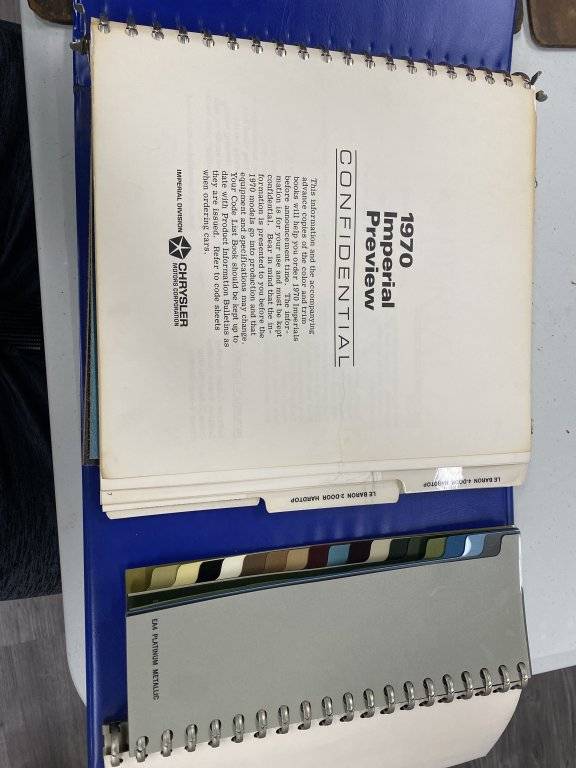 1970
Imperial
Preview
CONFIDENTIAL
This information and the accompanying
advance copies of the color and trim
books will help you order 1970 Imperials
before announcement time. The infor-
mation is for your use and must be kept
confidential. Bear in mind that the in-
formation is presented to you before the
1970 models go into production and that
equipment and specifications may change.
Your Code List Book should be kept up to
date with Product Information Bulletins as
they are issued. Refer to code sheets
when ordering cars.
IMPERIAL DIVISION
CHRYSLER
MOTORS CORPORATION
LE BARON 4-DOOR HARDTOP
LE BARON 2-DOOR HARDTOP
EA4 PLATINUM METALLIC